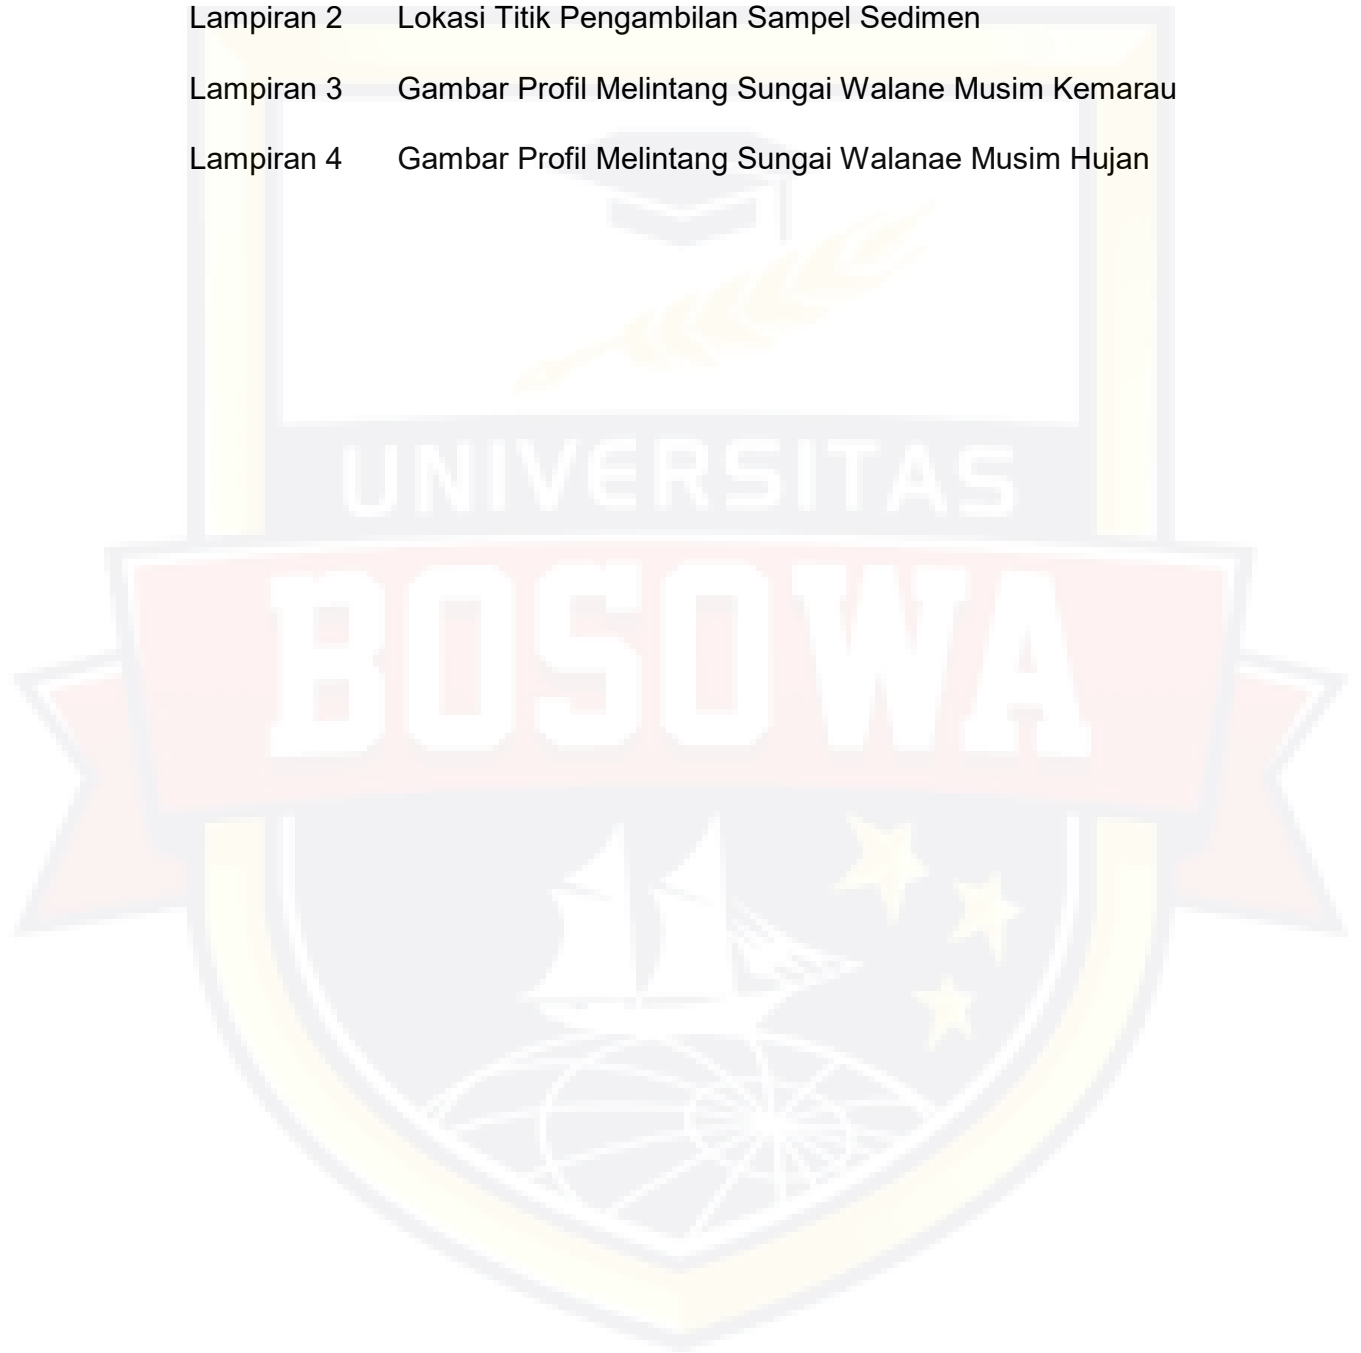 Lampiran 2 Lokasi Titik Pengambilan Sampel Sedimen
Lampiran 3 Gambar Profil Melintang Sungai Walane Musim Kemarau
Lampiran 4 Gambar Profil Melintang Sungai Walanae Musim Hujan
UNIVERSITAS
BOSOWA